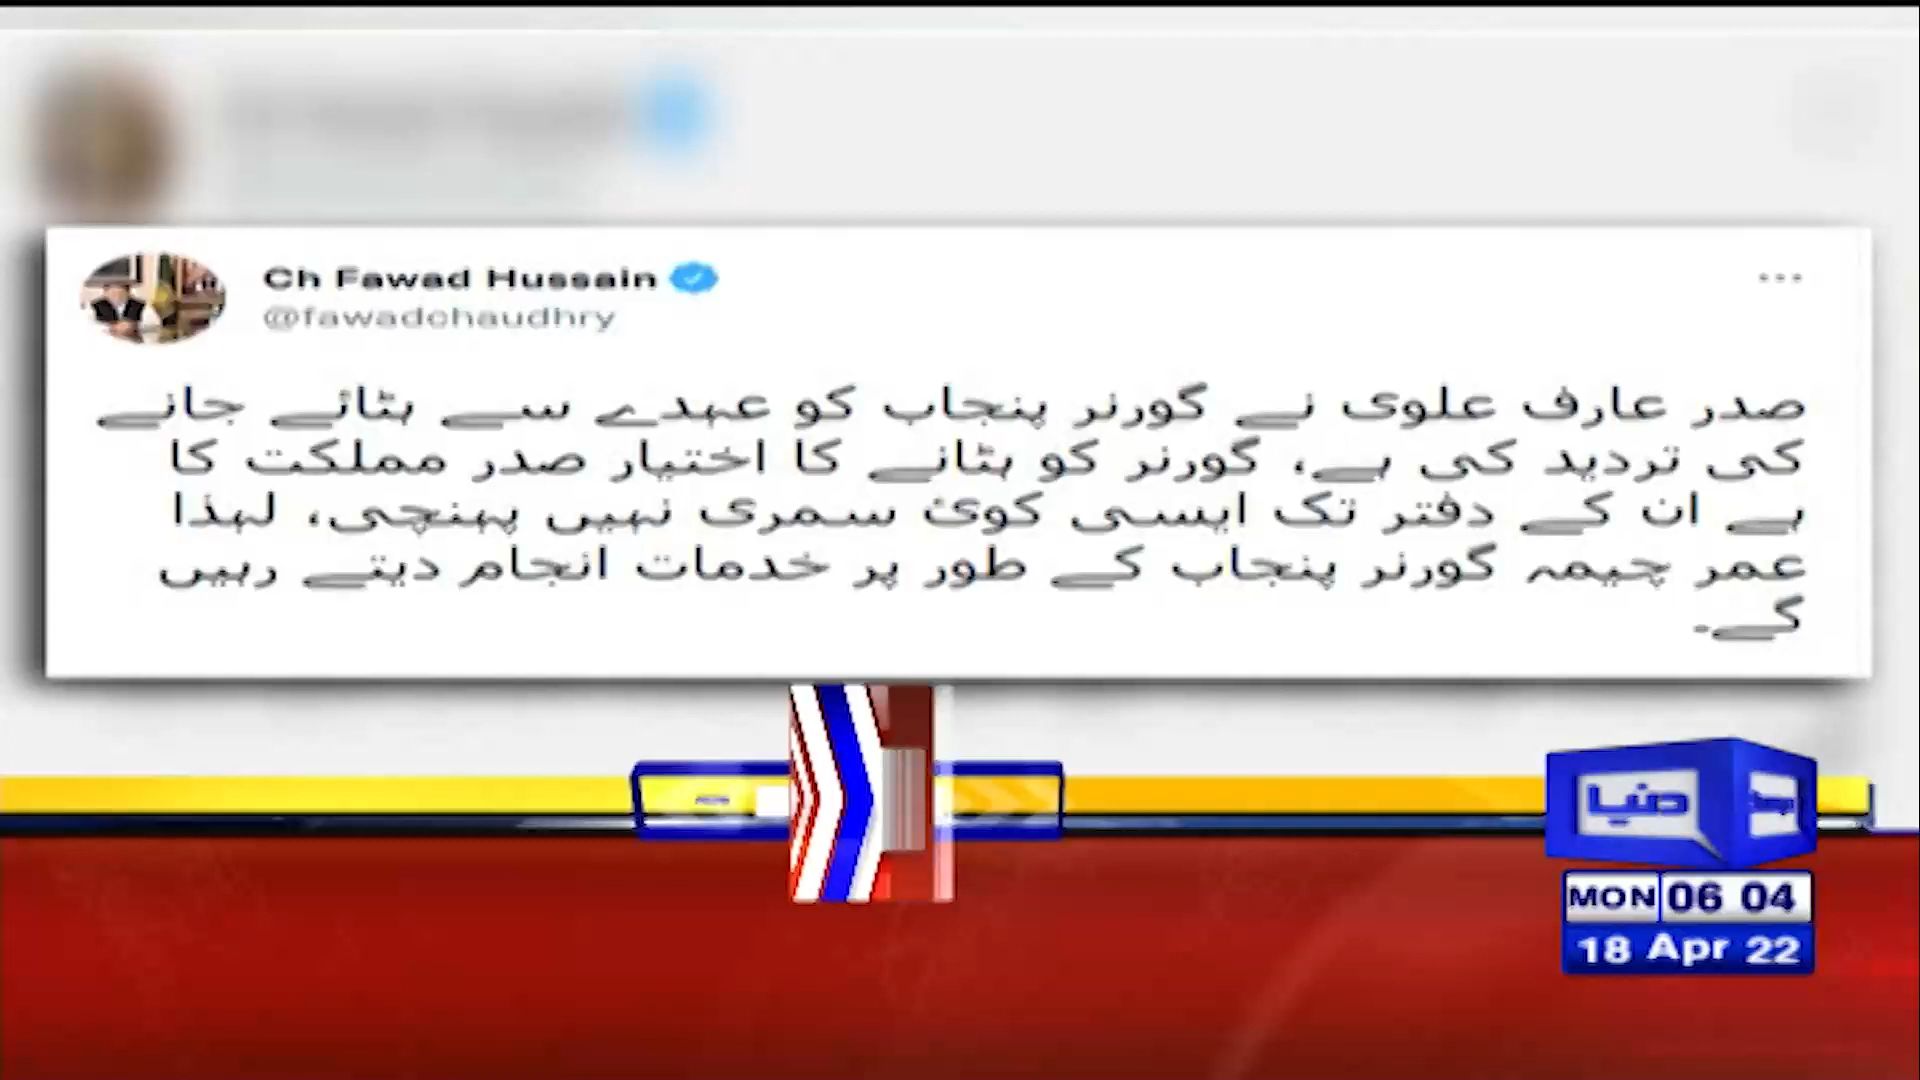 Ch Fawad Hussain
@fawadchaudhry
صدر عارف علوی نے گورنر پنجاب کو عہدے سے ہٹائے جانے
کی تردید کی ہے، گورنر کو ہٹانے کا اختیار صدر مملکت کا
ہے ان کے دفتر تک ایسی کوئ سمری نہیں پہنچی، لہذا
عمر چیمہ گورنر پنجاب کے طور پر خدمات انجام دیتے رہیں
گے۔
دنیا
MON 06 04
18 Apr 22